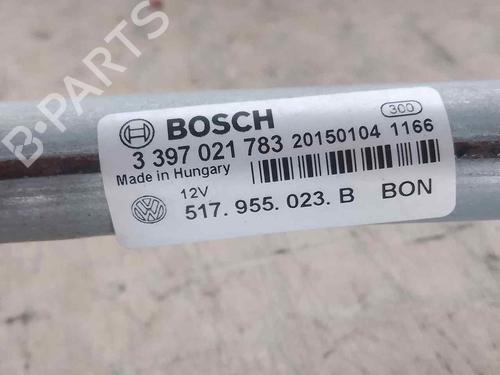 B-PARTS
300
BOSCH
3 397 021 783 20150104 1166
Made in Hungary
12V
517. 955. 023. B BON